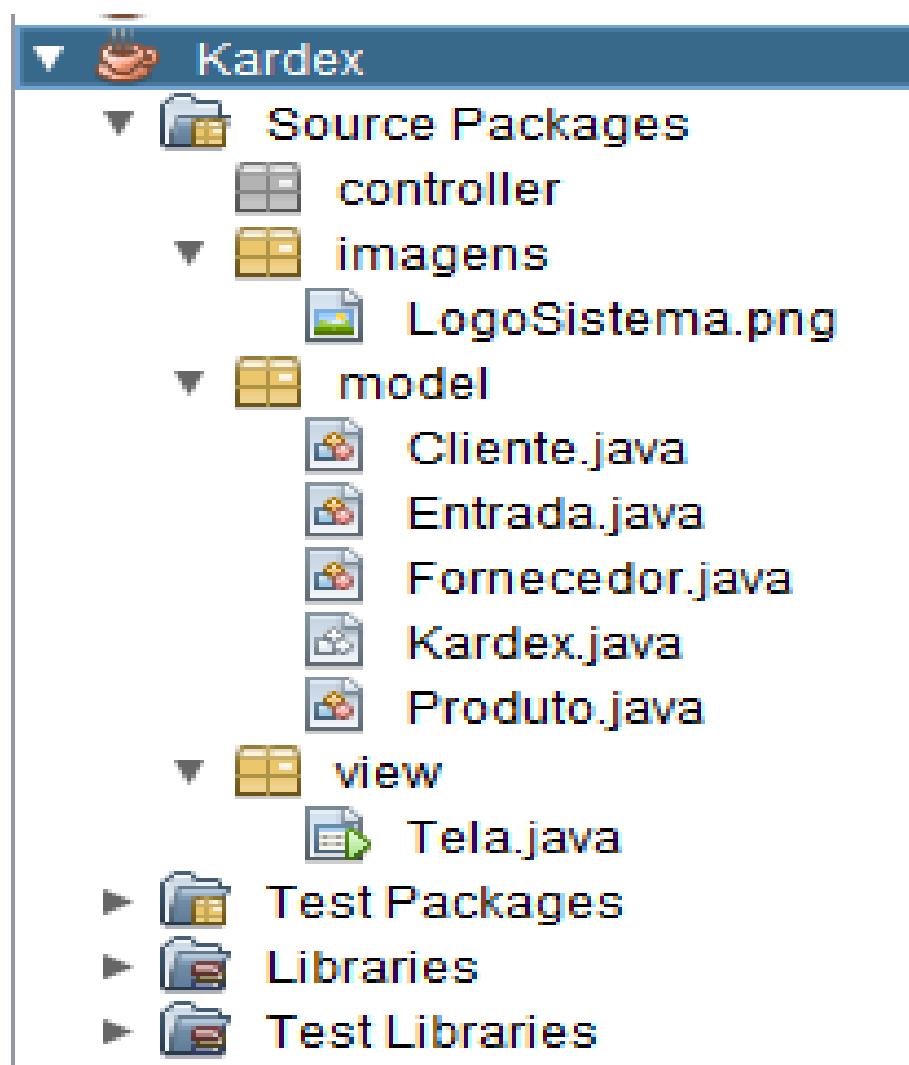 Kardex
Source Packages
controller
imagens
LogoSistema.png
model
Cliente.java
Entrada.java
Fornecedor.java
Kardex.java
Produto.java
view
Tela.java
Test Packages
Libraries
Test Libraries